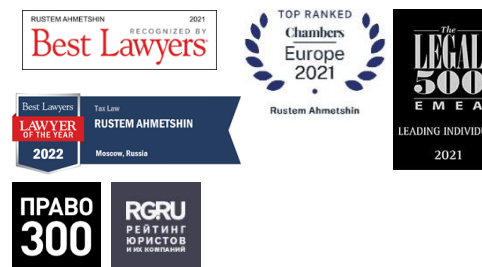 RUSTEM AHMETSHIN 2021
RECOGNIZED BY
Best Lawyers
TOP RANKED
Chambers
Europe
2021
Rustem Ahmetshin
The
LEGAL
500
EMEA
LEADING
2021
Best Lawyers
LAWYER
OF THE YEAR
2022
Tax Law
RUSTEM AHMETSHIN
Moscow, Russia
ПРАВО
300
RGRU
РЕЙТИНГ
ЮРИСТОВ
И ИХ КОМПАНИЙ